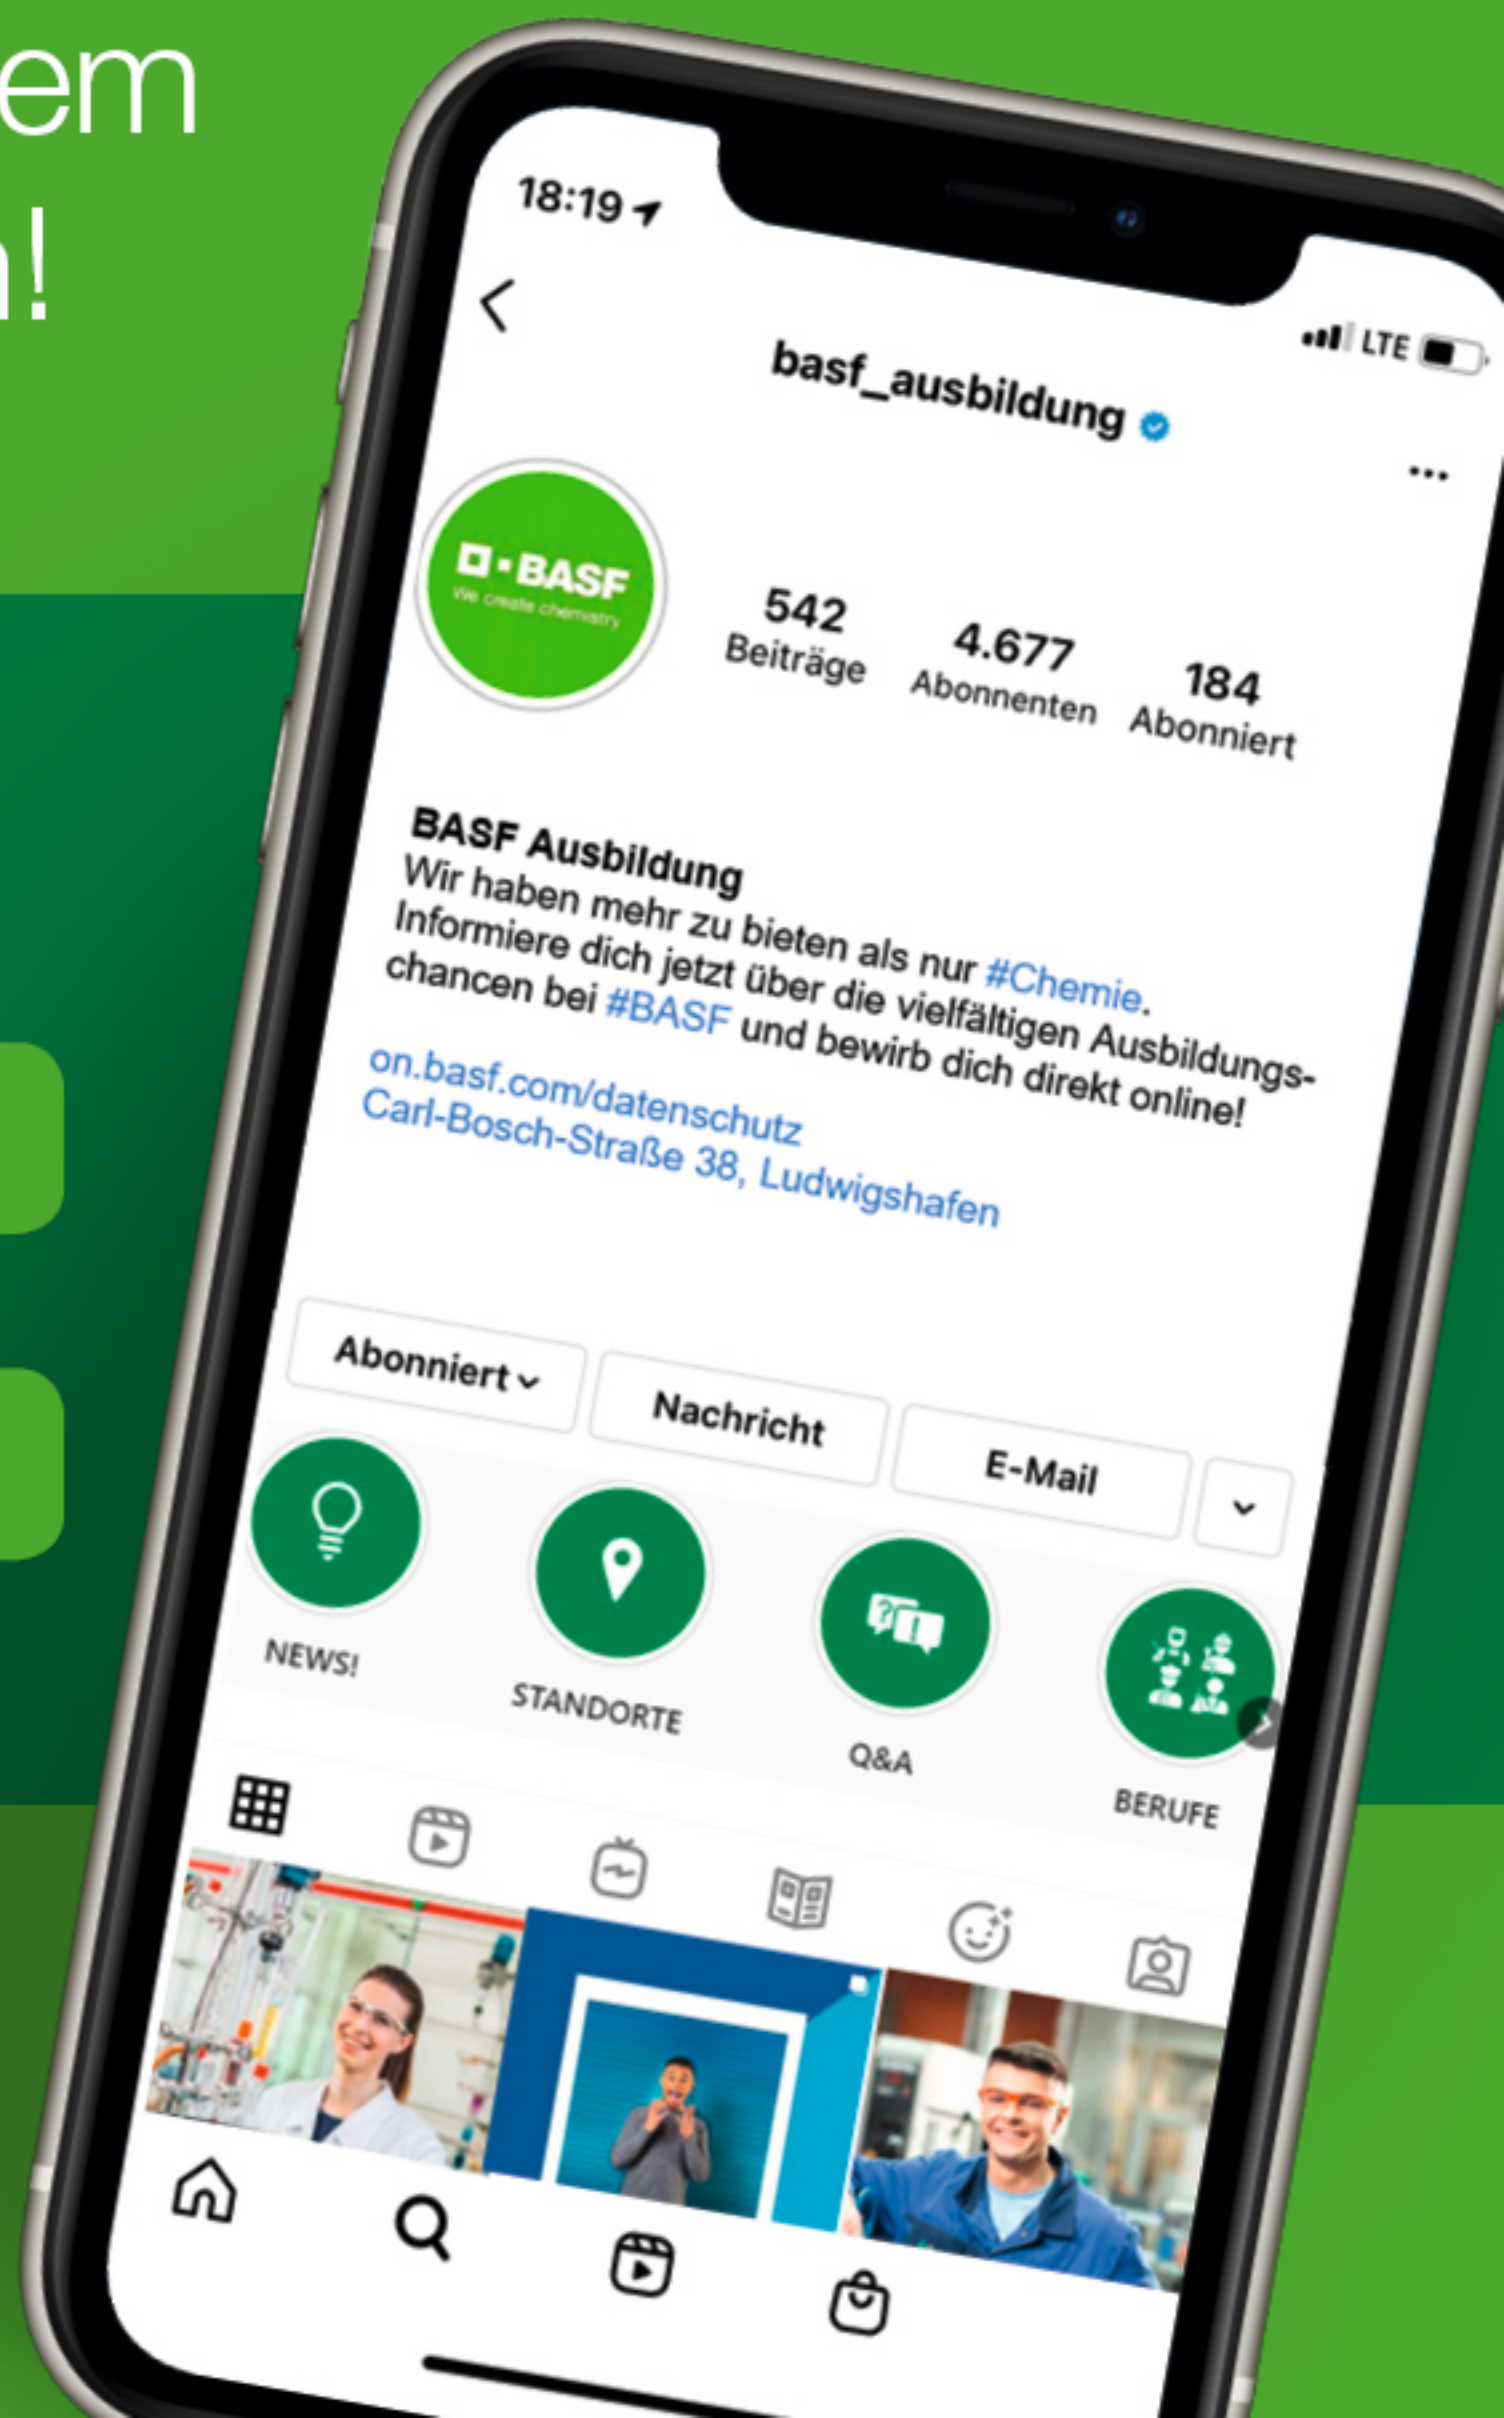 em
!
18:19
LTE
basf_ausbildung
BASF
We create chemistry
542
Beiträge
4.677
Abonnenten
184
Abonniert
BASF Ausbildung
Wir haben mehr zu bieten als nur #Chemie.
Informiere dich jetzt über die vielfältigen Ausbildungs-
chancen bei #BASF und bewirb dich direkt online!
on.basf.com/datenschutz
Carl-Bosch-Straße 38, Ludwigshafen
Abonniert
Nachricht
E-Mail
NEWS!
STANDORTE
Q&A
BERUFE